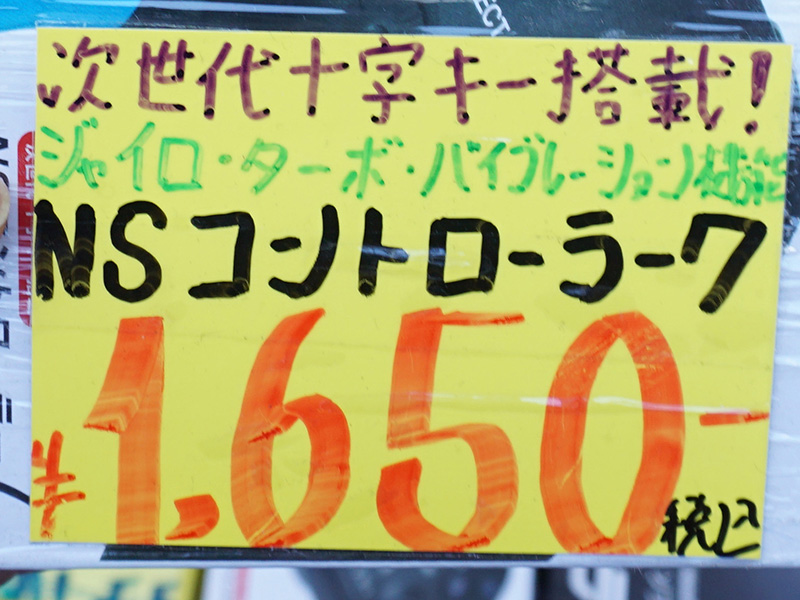 次世代十字キー搭載!
ジャイロ・ターボ・バイブレーション機能
NSコントローラーワ
¥1,650-
税込